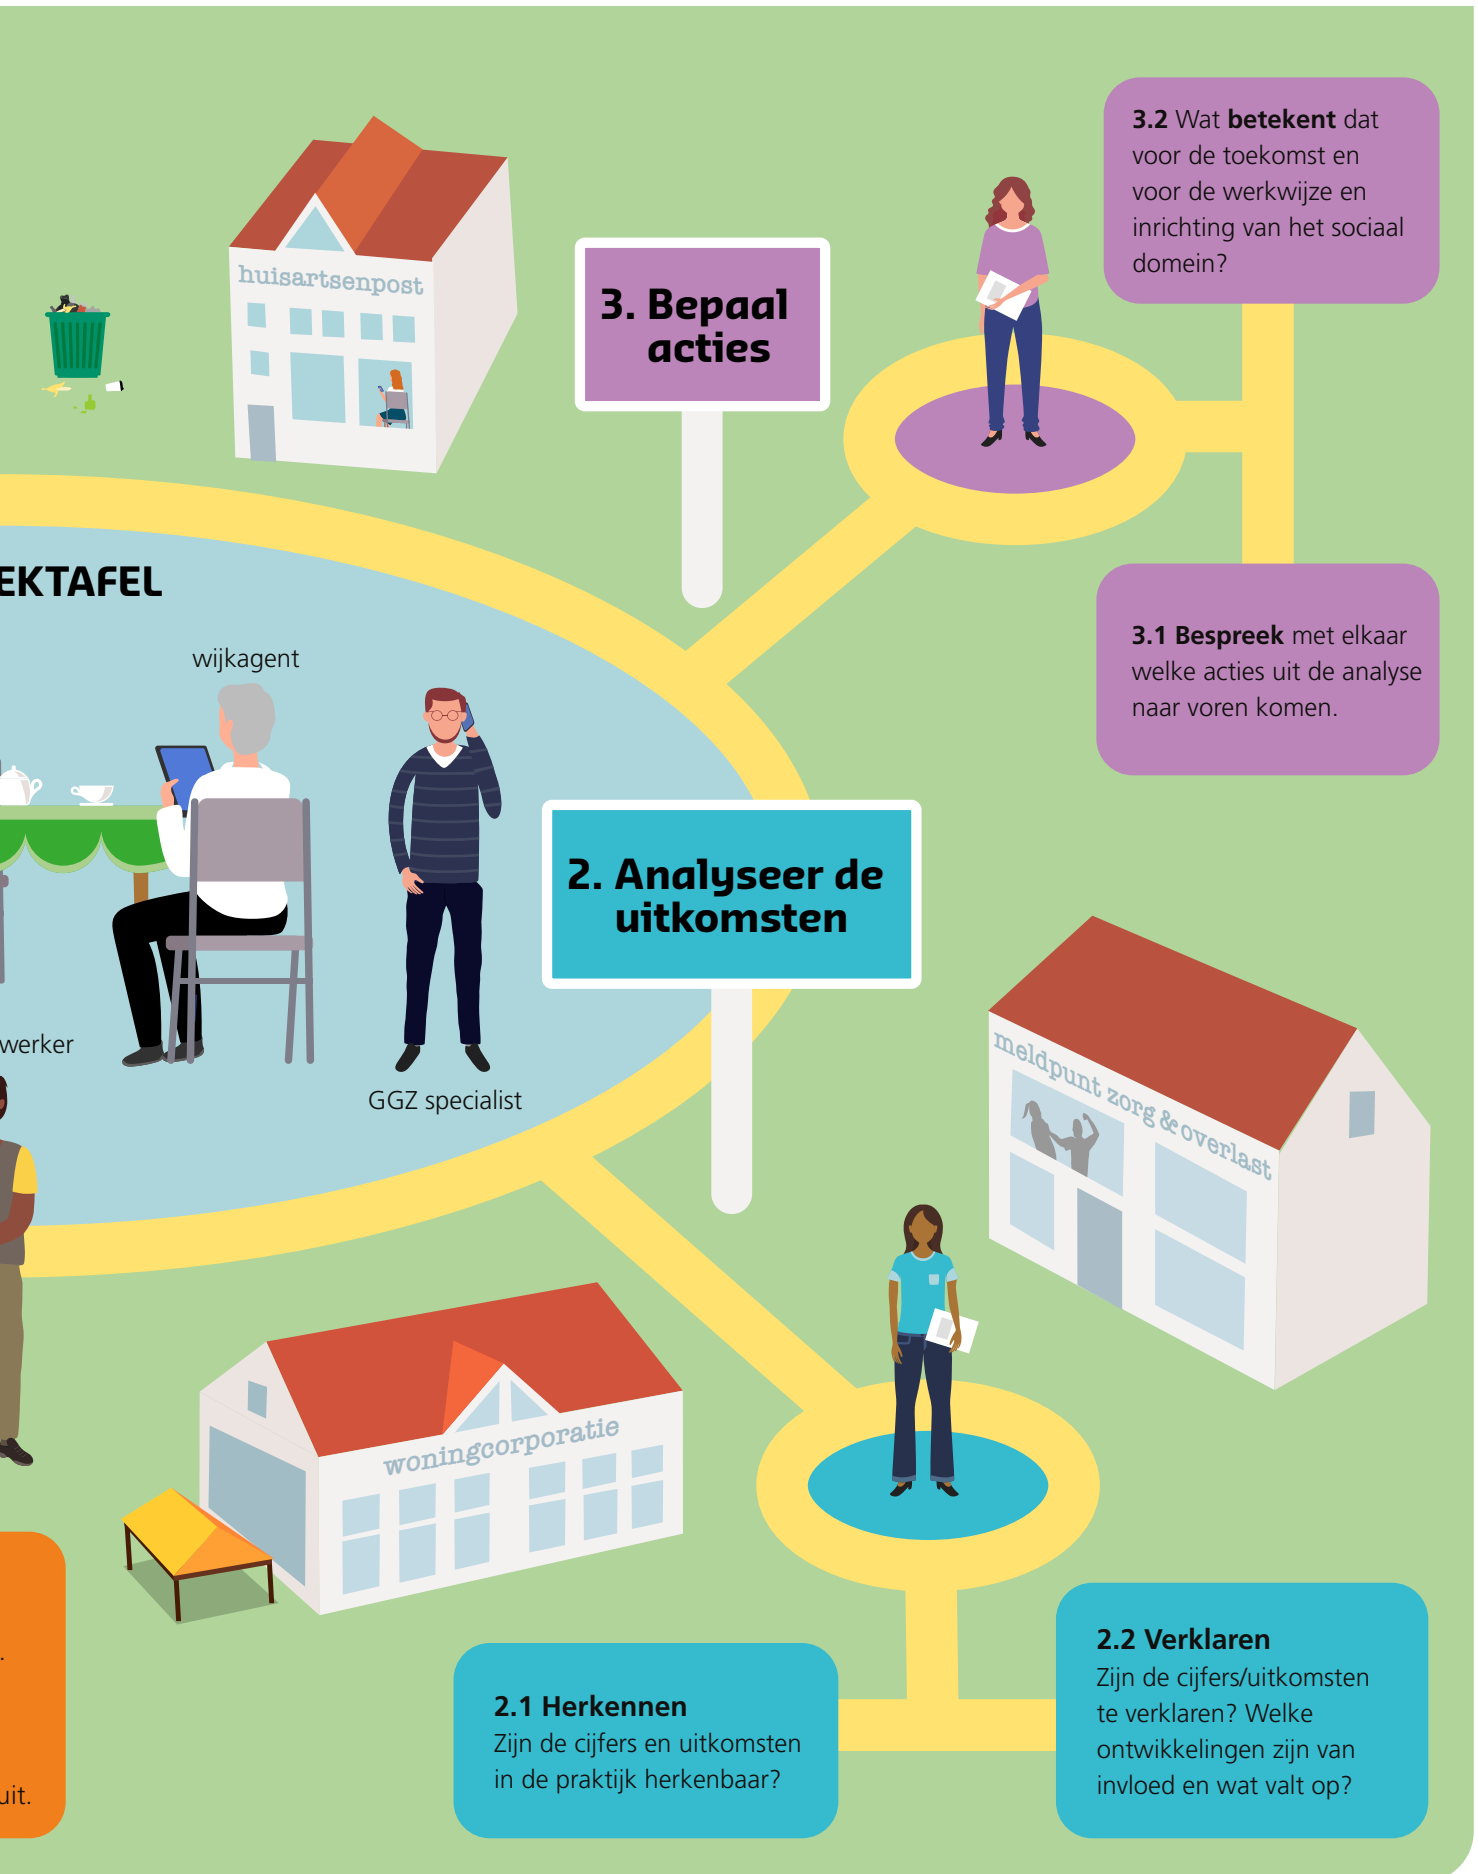 3.2 Wat betekent dat
voor de toekomst en
voor de werkwijze en
inrichting van het sociaal
domein?
huisartsenpost
3. Bepaal
acties
EKTAFEL
3.1 Bespreek met elkaar
welke acties uit de analyse
naar voren komen.
wijkagent
2. Analyseer de
uitkomsten
werker
GGZ specialist
meldpunt zorg & overlast
woningcorporatie
2.1 Herkennen
Zijn de cijfers en uitkomsten
in de praktijk herkenbaar?
2.2 Verklaren
Zijn de cijfers/uitkomsten
te verklaren? Welke
ontwikkelingen zijn van
invloed en wat valt op?
.
uit.